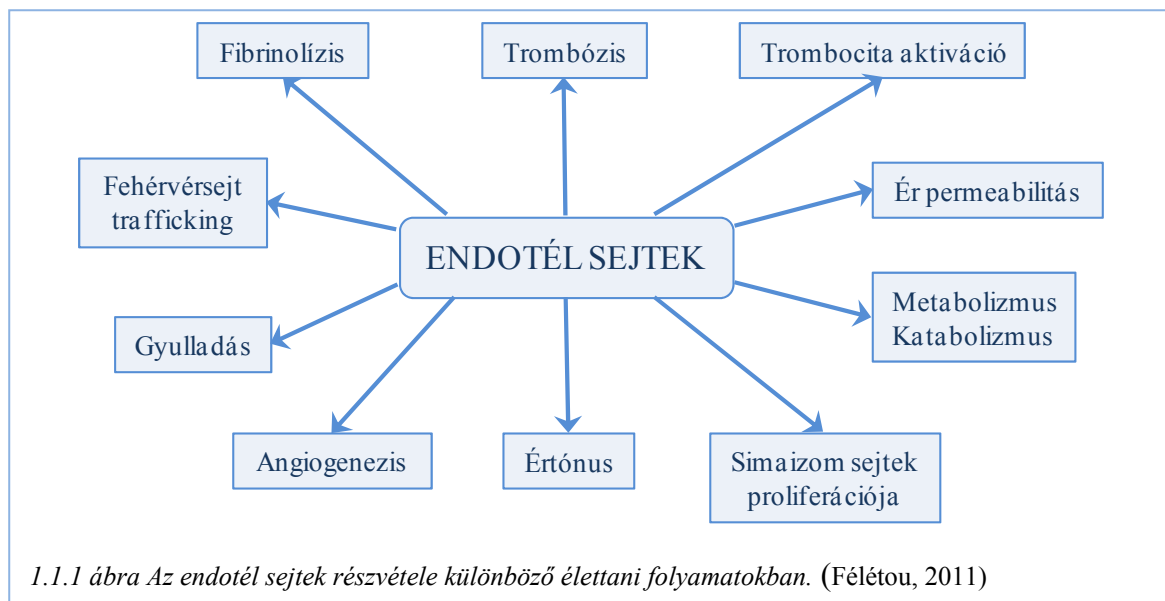 Fibrinolízis
Trombózis
Trombocita aktiváció
Fehérvérsejt
trafficking
Ér permeabilitás
ENDOTÉL SEJTEK
Metabolizmus
Katabolizmus
Gyulladás
Angiogenezis
Értónus
Simaizom sejtek
proliferációja
1.1.1 ábra Az endotél sejtek részvétele különböző élettani folyamatokban. (Félétou, 2011)